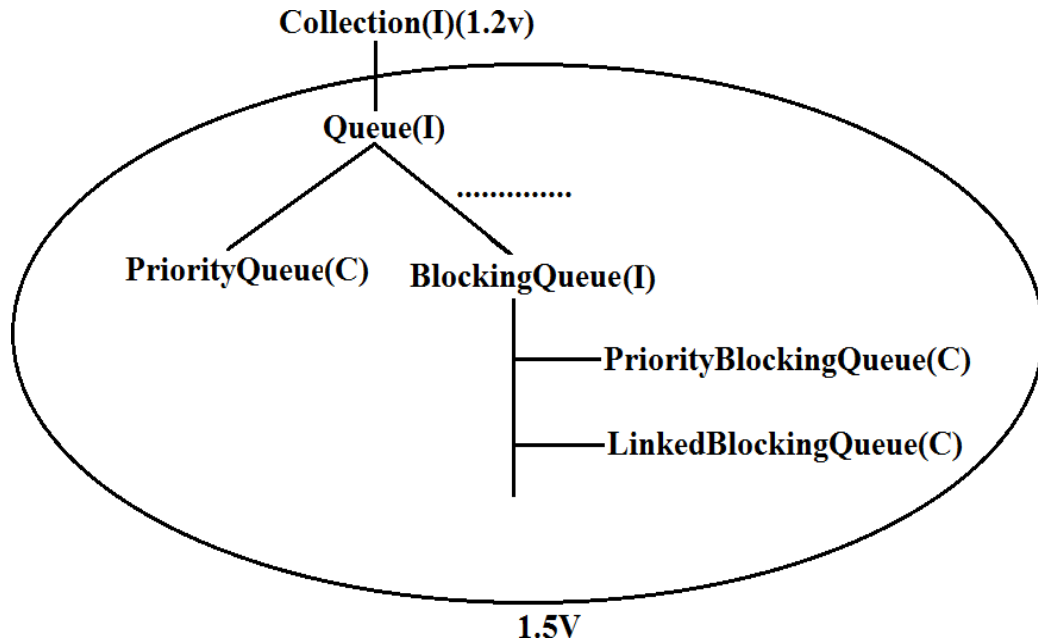 Collection(I)(1.2v)
Queue(I)
..............
PriorityQueue(C)
BlockingQueue(I)
PriorityBlockingQueue(C)
LinkedBlockingQueue(C)
1.5V